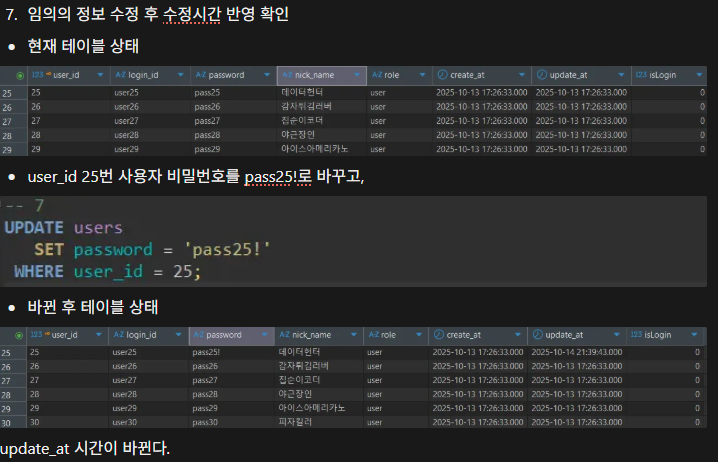 7. 임의의 정보 수정 후 수정시간 반영 확인
• 현재 테이블 상태
123 user_id A-Z login_id A-Z password A-Z nick_name A-Z role create_at update_at 123 isLogin
25 25 user25 pass25 데이터헌터 user 2025-10-13 17:26:33.000 2025-10-13 17:26:33.000 0
26 26 user26 pass26 감자튀김러버 user 2025-10-13 17:26:33.000 2025-10-13 17:26:33.000 0
27 27 user27 pass27 집순이코더 user 2025-10-13 17:26:33.000 2025-10-13 17:26:33.000 0
28 28 user28 pass28 야근장인 user 2025-10-13 17:26:33.000 2025-10-13 17:26:33.000 0
29 29 user29 pass29 아이스아메리카노 user 2025-10-13 17:26:33.000 2025-10-13 17:26:33.000 0
• user_id 25번 사용자 비밀번호를 pass25!로 바꾸고,
-- 7
UPDATE users
SET password = 'pass25!'
WHERE user_id = 25;
• 바뀐 후 테이블 상태
123 user_id A-Z login_id A-Z password A-Z nick_name A-Z role create_at update_at 123 isLogin
25 25 user25 pass25! 데이터헌터 user 2025-10-13 17:26:33.000 2025-10-14 21:39:43.000 0
26 26 user26 pass26 감자튀김러버 user 2025-10-13 17:26:33.000 2025-10-13 17:26:33.000 0
27 27 user27 pass27 집순이코더 user 2025-10-13 17:26:33.000 2025-10-13 17:26:33.000 0
28 28 user28 pass28 야근장인 user 2025-10-13 17:26:33.000 2025-10-13 17:26:33.000 0
29 29 user29 pass29 아이스아메리카노 user 2025-10-13 17:26:33.000 2025-10-13 17:26:33.000 0
30 30 user30 pass30 피자킬러 user 2025-10-13 17:26:33.000 2025-10-13 17:26:33.000 0
update_at 시간이 바뀐다.